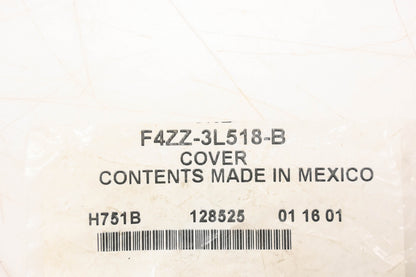 F4ZZ-3L518-B
COVER
CONTENTS MADE IN MEXICO
H751B 128525 01 16 01